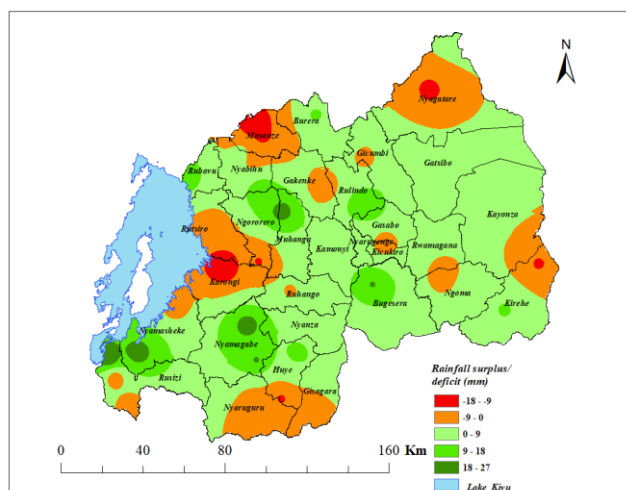 N
Nyagatare
Burera
Musanze
Gicumbi
Rubavu
Nyabihu
Gakenke
Rulindo
Gatsibo
Ngororero
Rutsiro
Muhanga
Gasabo
Kayonza
Kamonyi
Nyarugenge
Kicukiro
Rwamagana
Karongi
Ruhango
Bugesera
Ngoma
Kirehe
Nyamasheke
Nyanza
Nyamagabe
Huye
Rusizi
Nyaruguru
Gisagara
Rainfall surplus/
deficit (mm)
-18 - -9
-9 - 0
0 - 9
9 - 18
18 - 27
Lake Kivu
0 40 80 160 Km